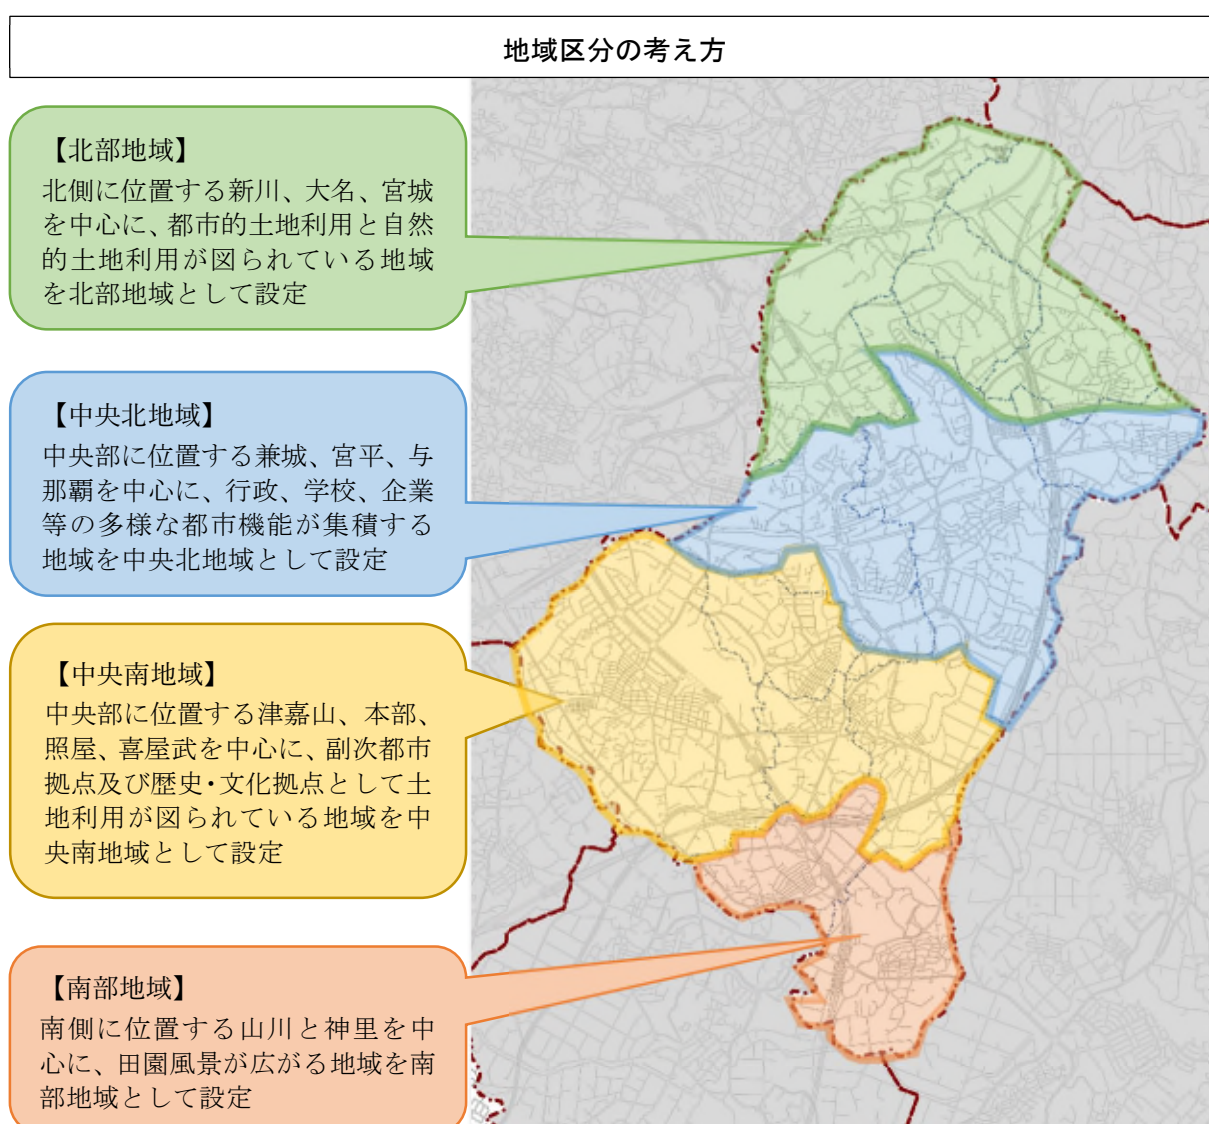 地域区分の考え方
【北部地域】
北側に位置する新川、大名、宮城
を中心に、都市的土地利用と自然
的土地利用が図られている地域
を北部地域として設定
【中央北地域】
中央部に位置する兼城、宮平、与
那覇を中心に、行政、学校、企業
等の多様な都市機能が集積する
地域を中央北地域として設定
【中央南地域】
中央部に位置する津嘉山、本部、
照屋、喜屋武を中心に、副次都市
拠点及び歴史・文化拠点として土
地利用が図られている地域を中
央南地域として設定
【南部地域】
南側に位置する山川と神里を中
心に、田園風景が広がる地域を南
部地域として設定